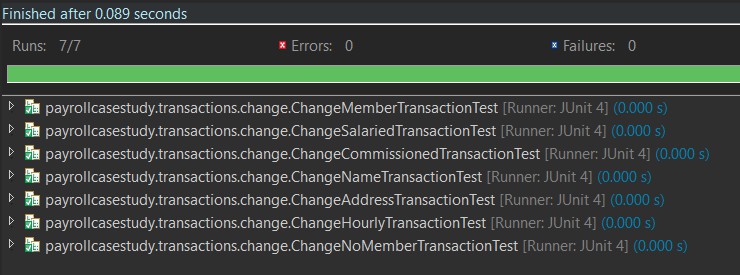 Finished after 0.089 seconds
Runs: 7/7 Errors: 0 Failures: 0
payrollcasestudy.transactions.change.ChangeMemberTransactionTest [Runner: JUnit 4] (0.000 s)
payrollcasestudy.transactions.change.ChangeSalariedTransactionTest [Runner: JUnit 4] (0.000 s)
payrollcasestudy.transactions.change.ChangeCommissionedTransactionTest [Runner: JUnit 4] (0.000 s)
payrollcasestudy.transactions.change.ChangeNameTransactionTest [Runner: JUnit 4] (0.000 s)
payrollcasestudy.transactions.change.ChangeAddressTransactionTest [Runner: JUnit 4] (0.000 s)
payrollcasestudy.transactions.change.ChangeHourlyTransactionTest [Runner: JUnit 4] (0.000 s)
payrollcasestudy.transactions.change.ChangeNoMemberTransactionTest [Runner: JUnit 4] (0.000 s)